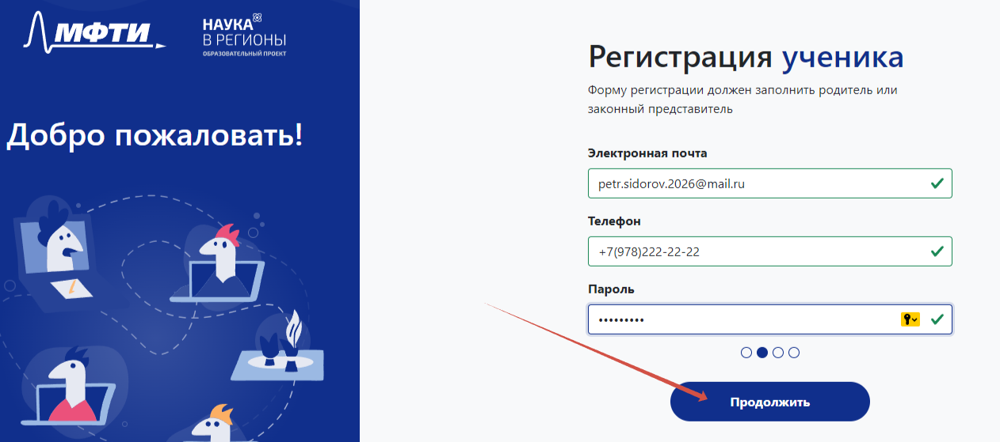 МФТИ
НАУКА
В РЕГИОНЫ
ОБРАЗОВАТЕЛЬНЫЙ ПРОЕКТ
Добро пожаловать!
Регистрация ученика
Форму регистрации должен заполнить родитель или
законный представитель
Электронная почта
petr.sidorov.2026@mail.ru
Телефон
+7(978)222-22-22
Пароль
•••••••••
Продолжить